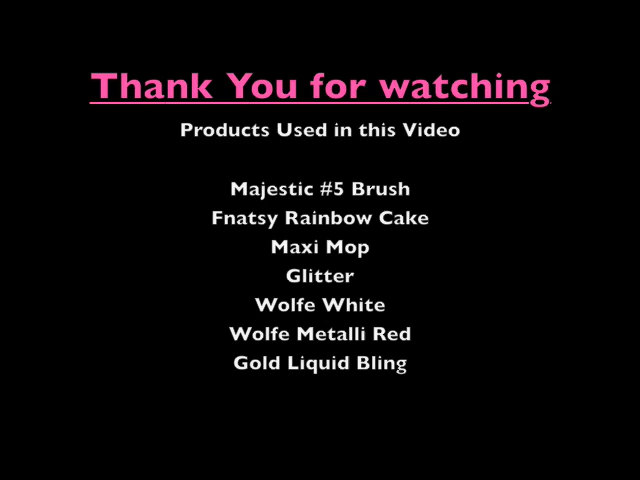 Thank You for watching
Products Used in this Video
Majestic #5 Brush
Fnatsy Rainbow Cake
Maxi Mop
Glitter
Wolfe White
Wolfe Metalli Red
Gold Liquid Bling